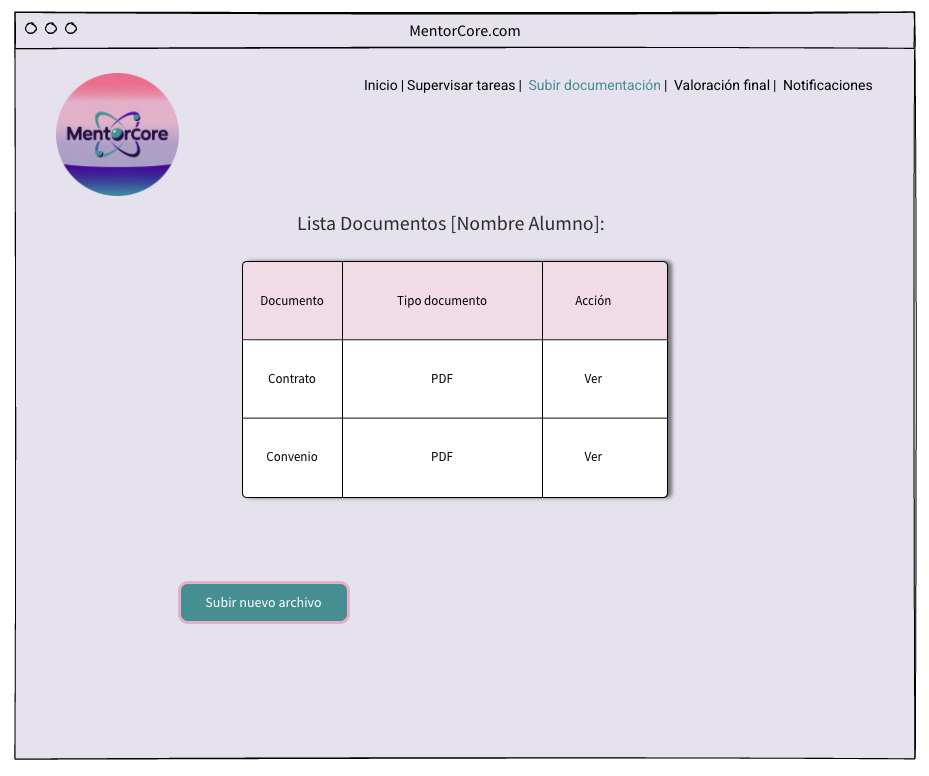 MentorCore.com
Inicio | Supervisar tareas | Subir documentación | Valoración final | Notificaciones
Mentorcore
Lista Documentos [Nombre Alumno]:
Documento Tipo documento Acción
Contrato PDF Ver
Convenio PDF Ver
Subir nuevo archivo